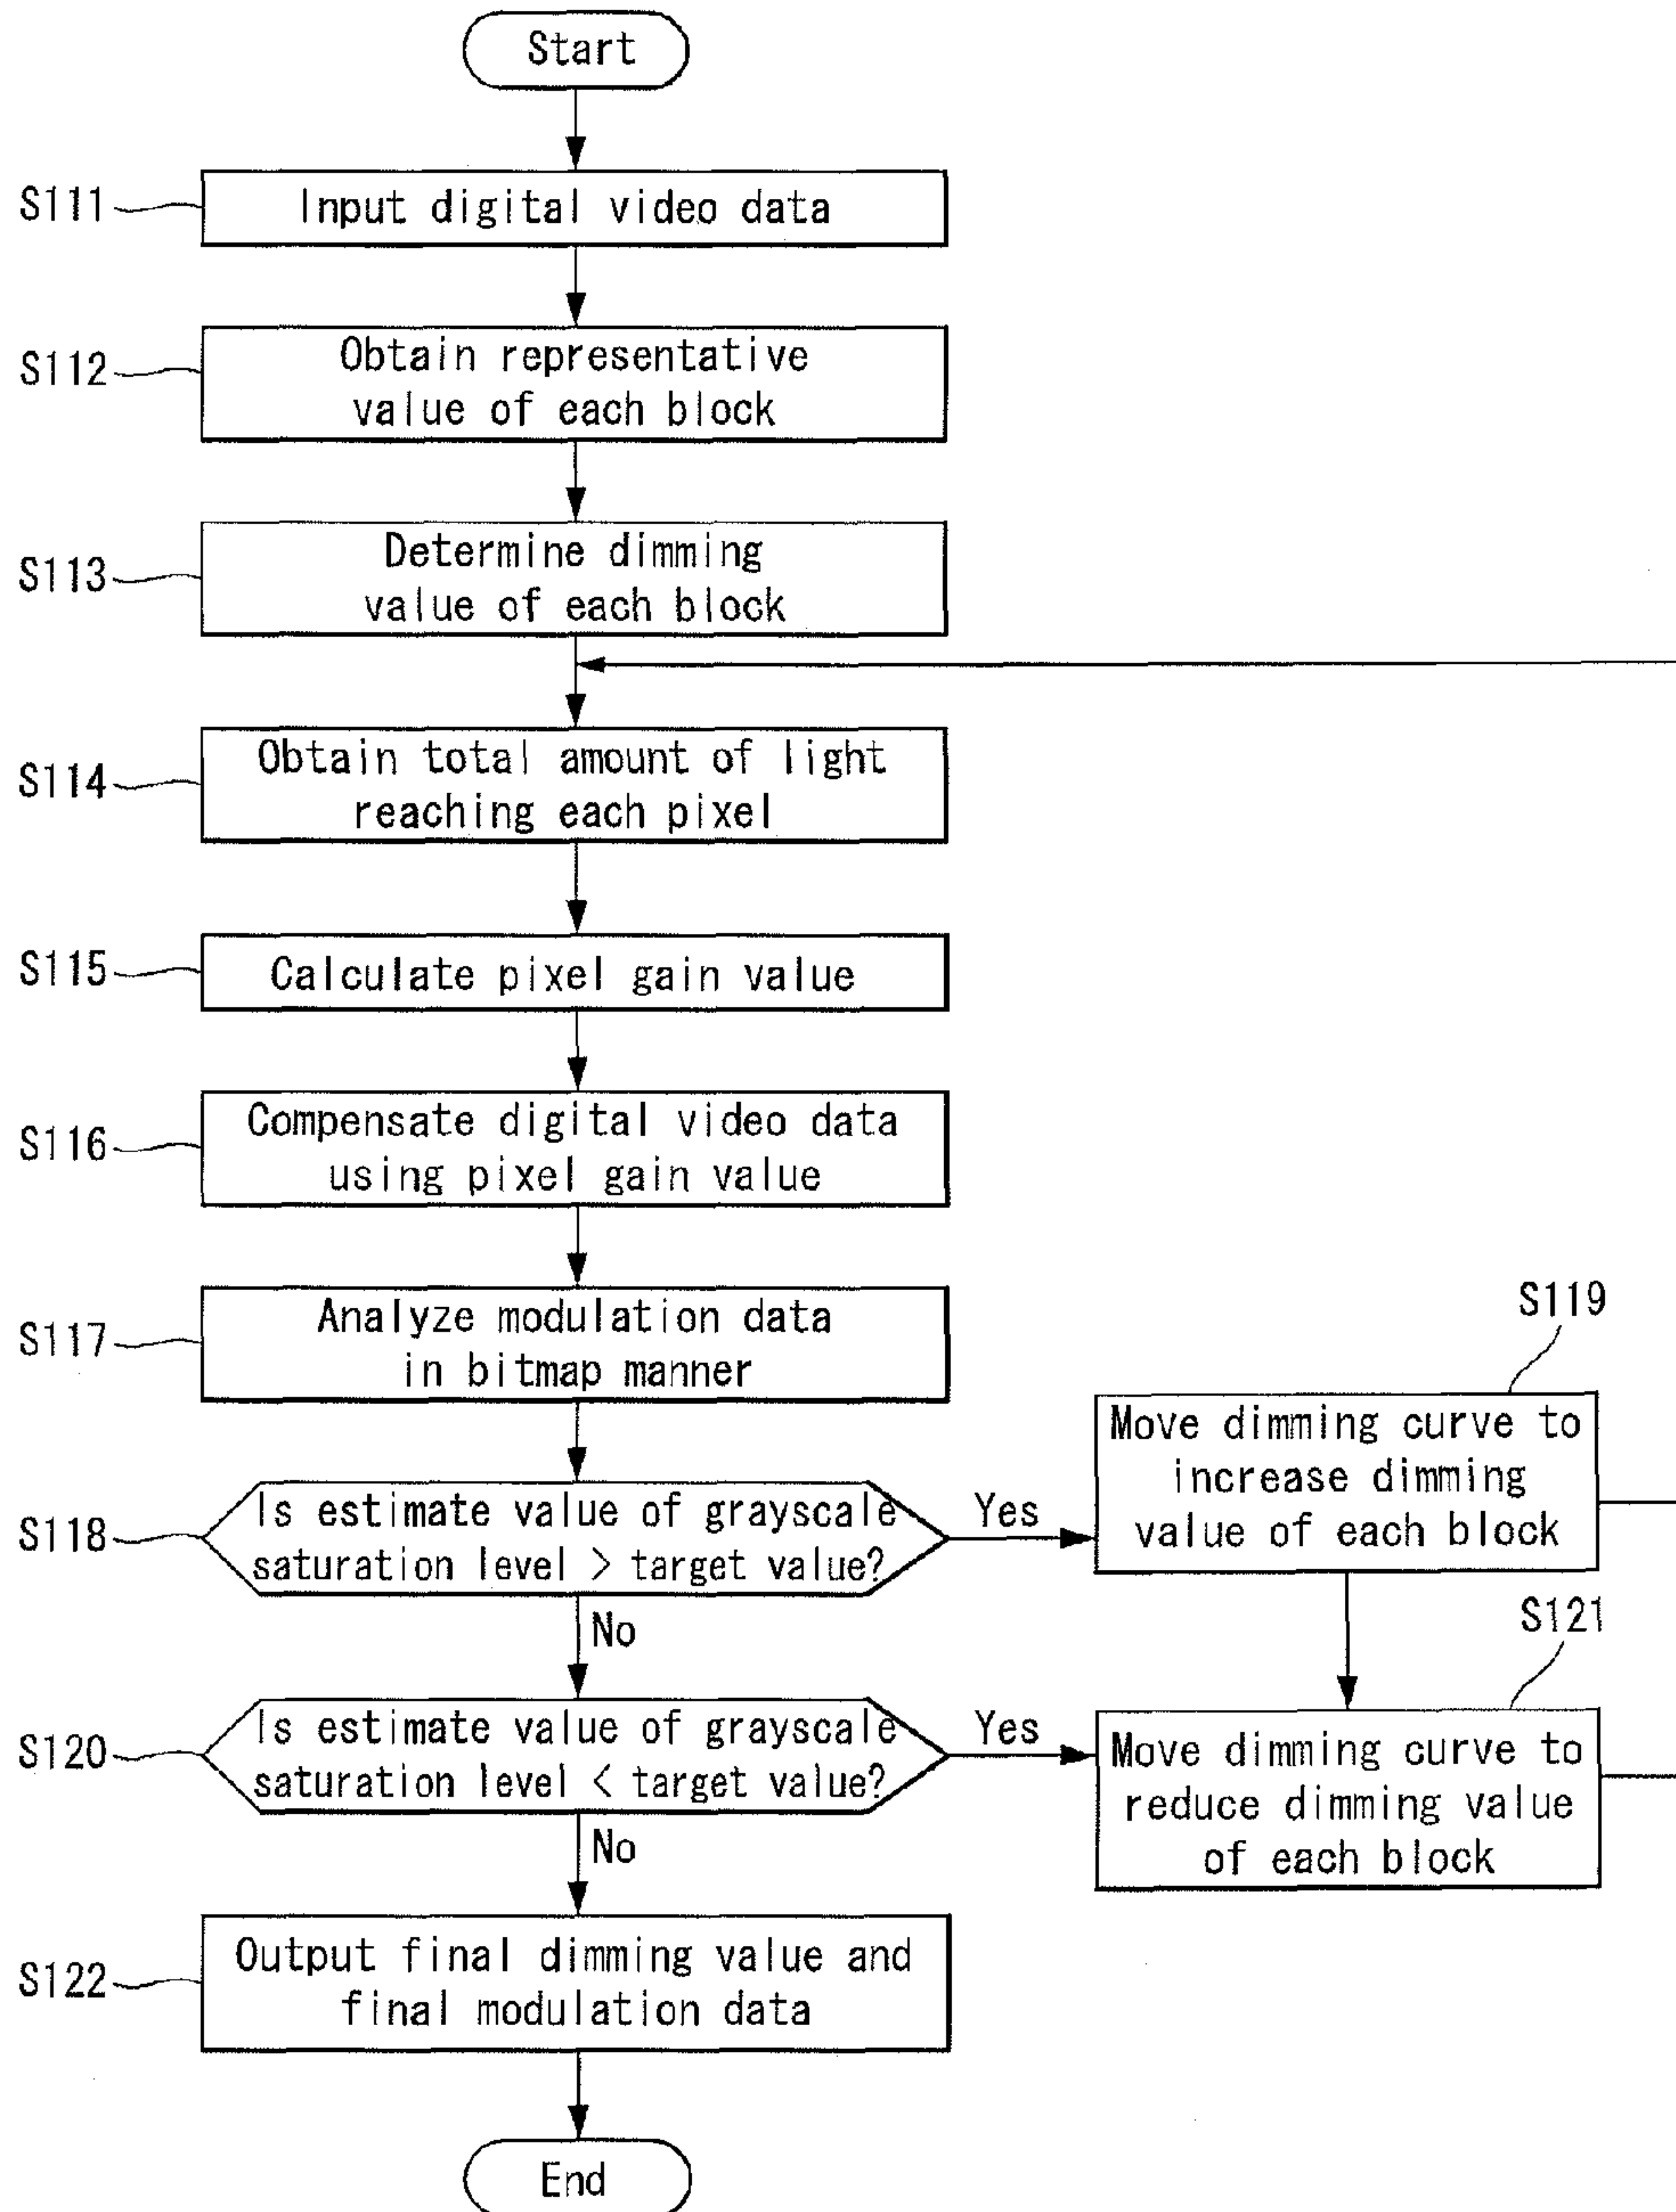 Start
S111
Input digital video data
S112
Obtain representative
value of each block
S113
Determine dimming
value of each block
S114
Obtain total amount of light
reaching each pixel
S115
Calculate pixel gain value
S116
Compensate digital video data
using pixel gain value
S117
Analyze modulation data
in bitmap manner
S118
Is estimate value of grayscale
saturation level > target value?
Yes
No
S119
Move dimming curve to
increase dimming
value of each block
S120
Is estimate value of grayscale
saturation level < target value?
Yes
No
S121
Move dimming curve to
reduce dimming value
of each block
S122
Output final dimming value and
final modulation data
End